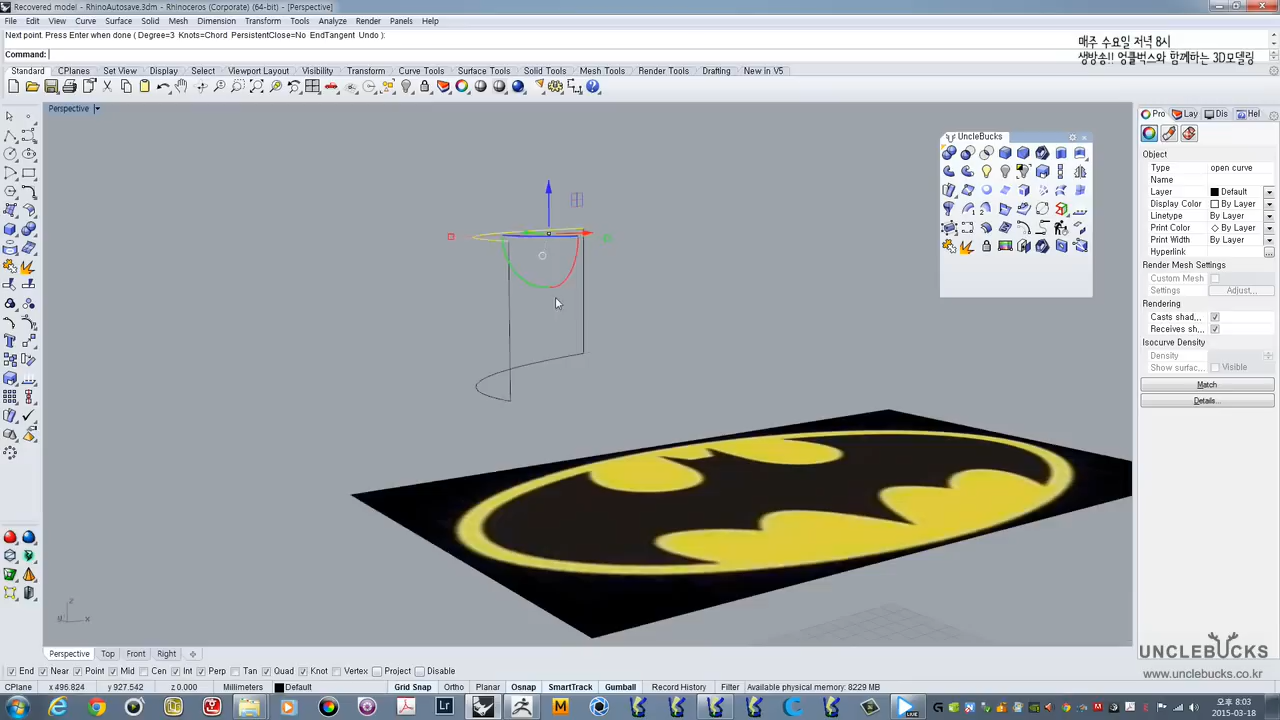 Recovered model - RhinoAutosave.3dm - Rhinoceros (Corporate) (64-bit) - [Perspective]
File Edit View Curve Surface Solid Mesh Dimension Transform Tools Analyze Render Panels Help
Next point. Press Enter when done ( Degree=3 Knots=Chord PersistentClose=No EndTangent Undo ):
매주 수요일 저녁 8시
Command:
생방송!! 엉클벅스와 함께하는 3D모델링
Standard CPlanes Set View Display Select Viewport Layout Visibility Transform Curve Tools Surface Tools Solid Tools Mesh Tools Render Tools Drafting New in V5
Perspective
UncleBucks
Pro Lay Dis Hel
Object
Type open curve
Name
Layer Default
Display Color By Layer
Linetype By Layer
Print Color By Layer
Print Width By Layer
Hyperlink
Render Mesh Settings
Custom Mesh
Settings Adjust...
Rendering
Casts shad...
Receives sh...
Isocurve Density
Density
Show surfac... Visible
Match
Details...
z
x
UNCLEBUCKS
www.unclebucks.co.kr
Perspective Top Front Right
End Near Point Mid Cen Int Perp Tan Quad Knot Vertex Project Disable
CPlane x 496.824 y 927.542 z 0.000 Millimeters Default Grid Snap Ortho Planar Osnap SmartTrack Gumball Record History Filter Available physical memory: 8229 MB
오후 8:03
2015-03-18